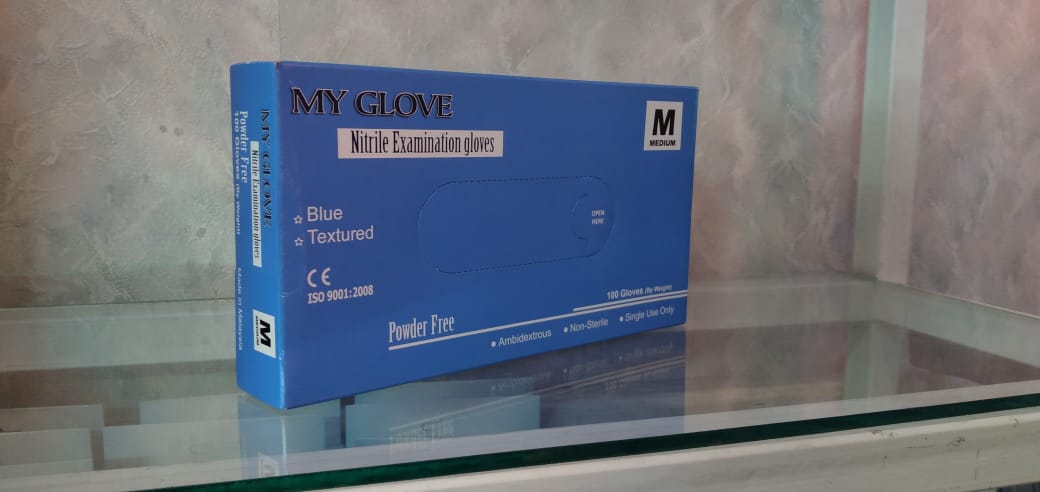 MY GLOVE
Nitrile Examination gloves
M
MEDIUM
OPEN
HERE
Blue
Textured
CE
ISO 9001:2008
100 Gloves (By Weight)
Powder Free
Ambidextrous
Non-Sterile
Single Use Only
MY GLOVE
Nitrile Examination gloves
Powder Free
100 Gloves (By Weight)
Made in Malaysia
M
MEDIUM